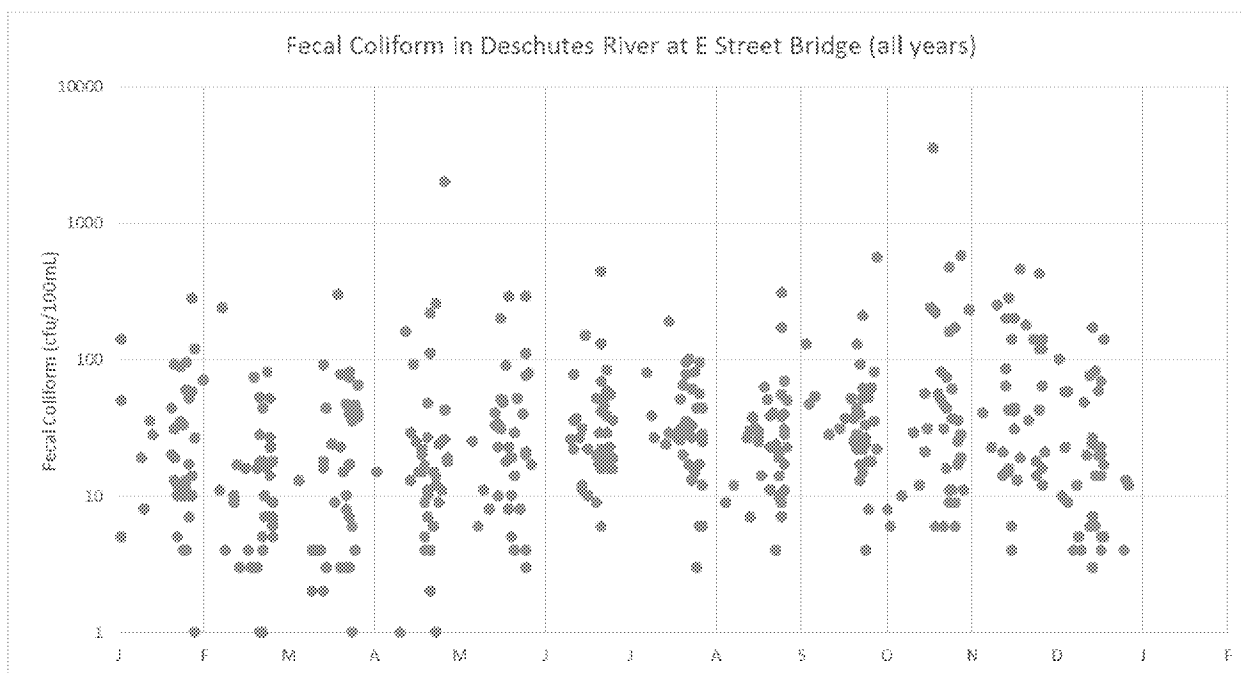 Fecal Coliform in Deschutes River at E Street Bridge (all years)
10000
1000
100
10
1
Fecal Coliform (cfu/100mL)
J F M A M J J A S O N D J F